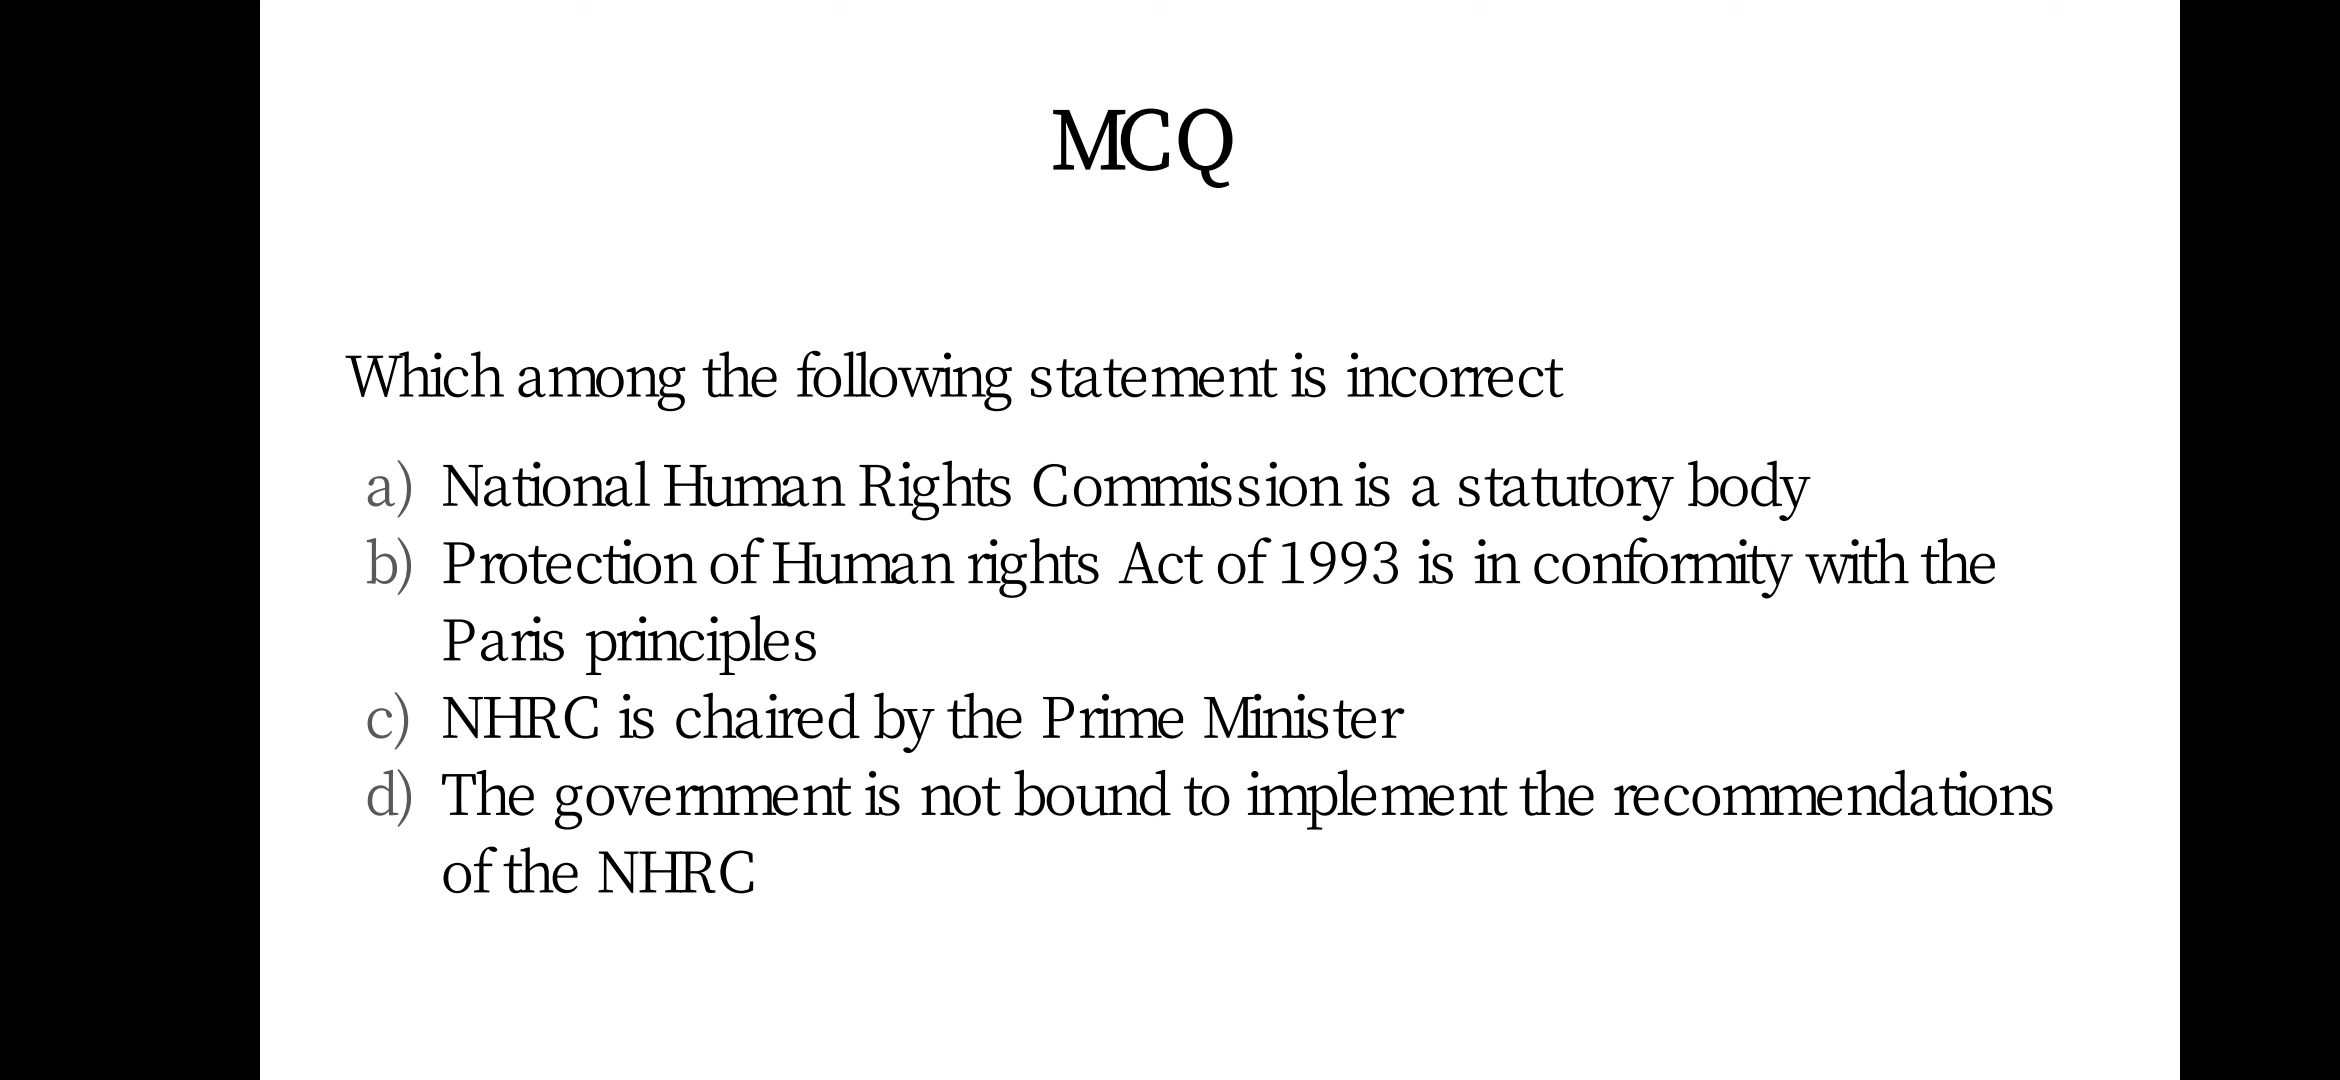 MCQ
Which among the following statement is incorrect
a) National Human Rights Commission is a statutory body
b) Protection of Human rights Act of 1993 is in conformity with the
Paris principles
c) NHRC is chaired by the Prime Minister
d) The government is not bound to implement the recommendations
of the NHRC